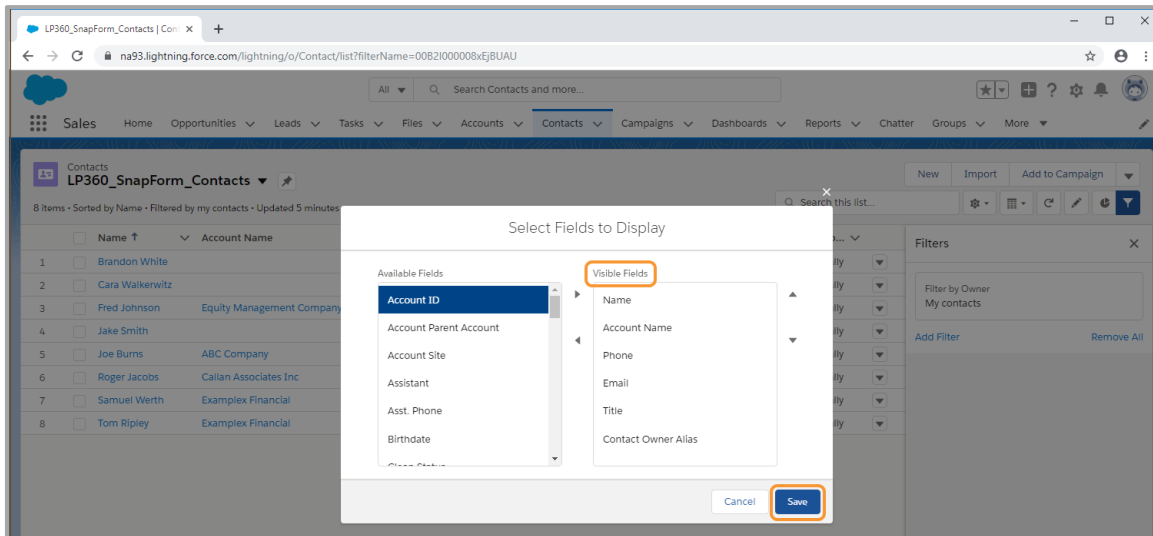 LP360_SnapForm_Contacts | Cont
na93.lightning.force.com/lightning/o/Contact/list?filterName=00B2I000008xEjBUAU
All Search Contacts and more...
Sales Home Opportunities Leads Tasks Files Accounts Contacts Campaigns Dashboards Reports Chatter Groups More
Contacts
LP360_SnapForm_Contacts
New Import Add to Campaign
8 items • Sorted by Name • Filtered by my contacts • Updated 5 minutes
Search this list...
Name Account Name
1 Brandon White
2 Cara Walkerwitz
3 Fred Johnson Equity Management Company
4 Jake Smith
5 Joe Burns ABC Company
6 Roger Jacobs Callan Associates Inc
7 Samuel Werth Examplex Financial
8 Tom Ripley Examplex Financial
Select Fields to Display
Available Fields
Account ID
Account Parent Account
Account Site
Assistant
Asst. Phone
Birthdate
Visible Fields
Name
Account Name
Phone
Email
Title
Contact Owner Alias
Cancel Save
Filters
Filter by Owner
My contacts
Add Filter Remove All